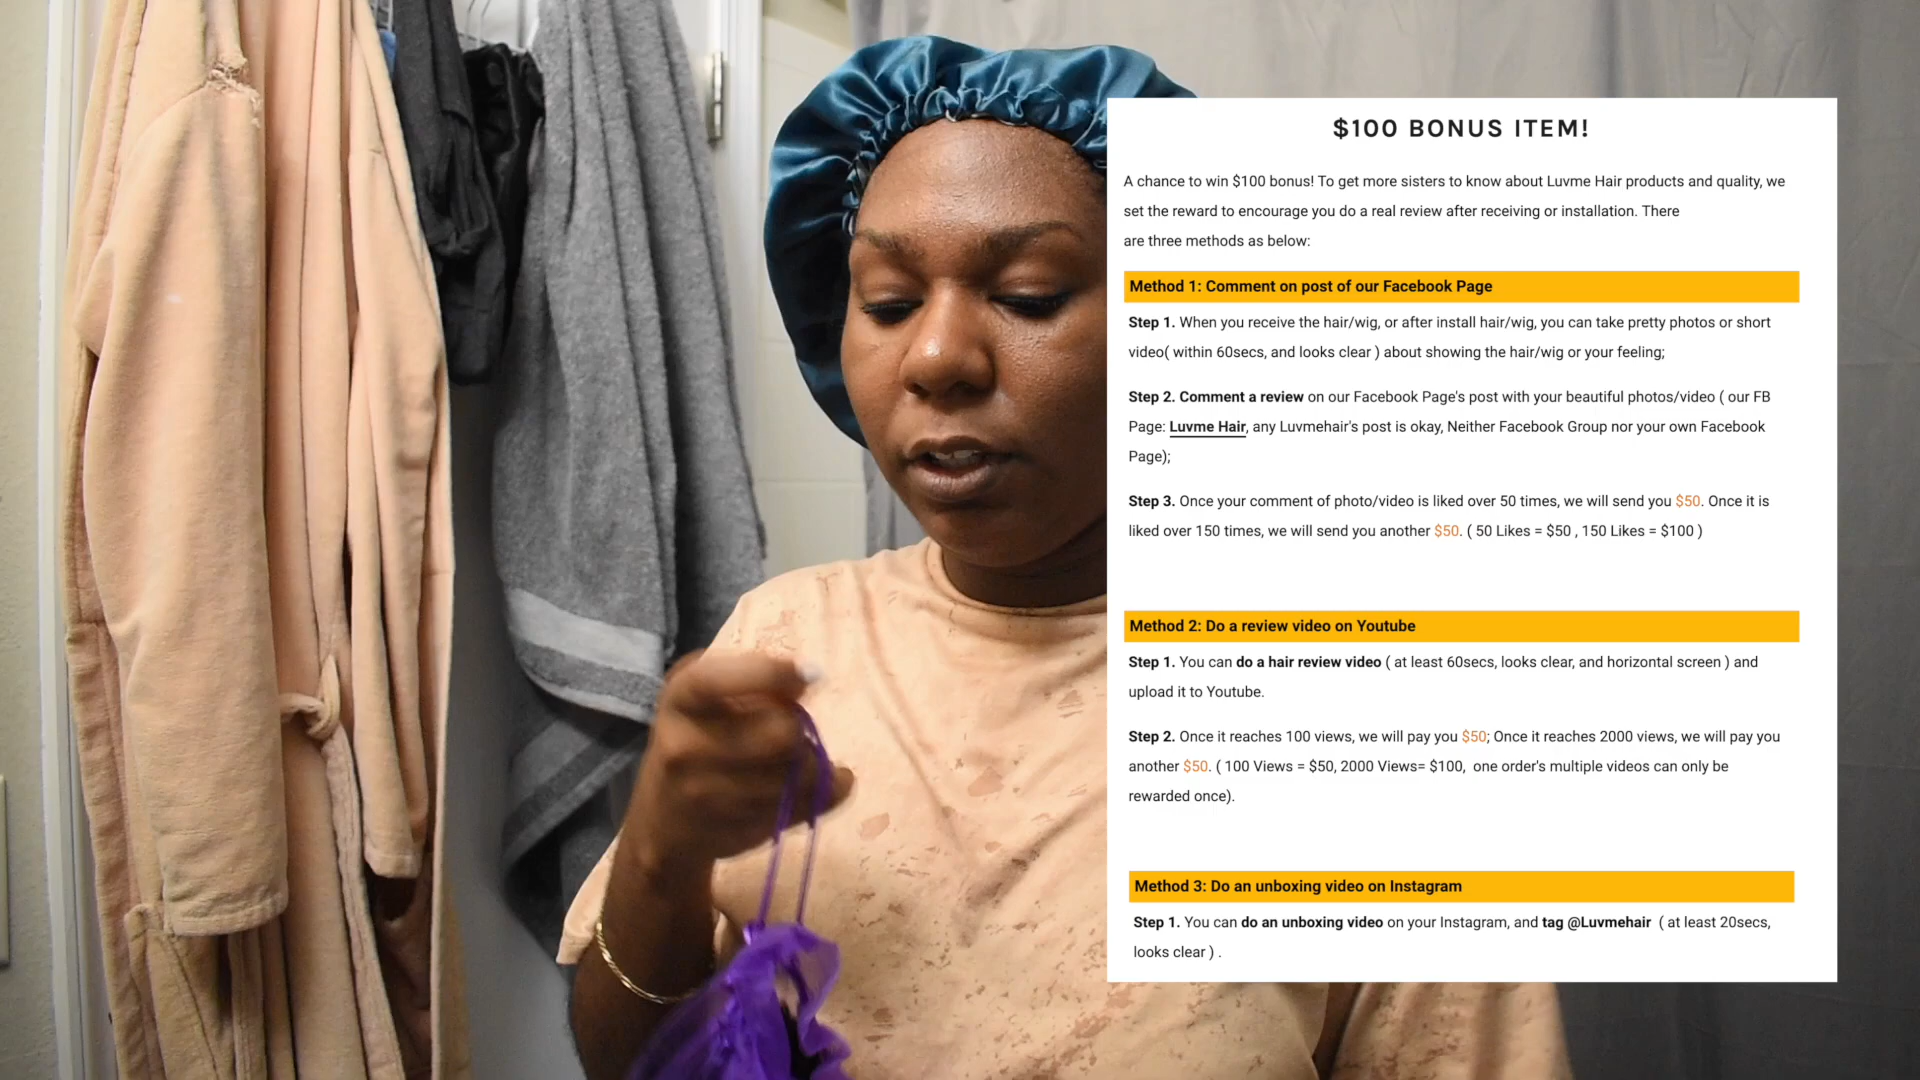 $100 BONUS ITEM!
A chance to win $100 bonus! To get more sisters to know about Luvme Hair products and quality, we
set the reward to encourage you do a real review after receiving or installation. There
are three methods as below:
Method 1: Comment on post of our Facebook Page
Step 1. When you receive the hair/wig, or after install hair/wig, you can take pretty photos or short
video( within 60secs, and looks clear ) about showing the hair/wig or your feeling;
Step 2. Comment a review on our Facebook Page's post with your beautiful photos/video ( our FB
Page: Luvme Hair, any Luvmehair's post is okay, Neither Facebook Group nor your own Facebook
Page);
Step 3. Once your comment of photo/video is liked over 50 times, we will send you $50. Once it is
liked over 150 times, we will send you another $50. ( 50 Likes = $50 , 150 Likes = $100 )
Method 2: Do a review video on Youtube
Step 1. You can do a hair review video ( at least 60secs, looks clear, and horizontal screen ) and
upload it to Youtube.
Step 2. Once it reaches 100 views, we will pay you $50; Once it reaches 2000 views, we will pay you
another $50. ( 100 Views = $50, 2000 Views= $100,  one order's multiple videos can only be
rewarded once).
Method 3: Do an unboxing video on Instagram
Step 1. You can do an unboxing video on your Instagram, and tag @Luvmehair  ( at least 20secs,
looks clear ) .